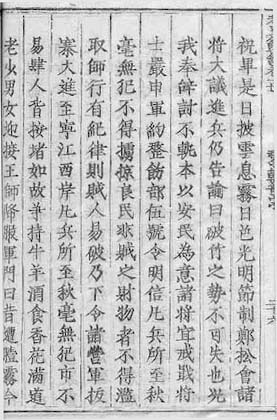 祝畢是日披雲息霧日色光明節制鄭松會諸
將大議進兵仍告諭曰破竹之勢不可失也先
我奉辭討不軌本以安民為意諸將宜戒戢將
士嚴申軍約整飭部伍號令明信凡兵所至秋
毫無犯不得擄掠良民非賊之財物者不得濫
取師行有紀律則賊人易破乃下令諸營軍拔
寨大進至寧江西岸凡兵所至秋毫無犯市不
易肆人皆按堵如故爭持牛羊酒食香花滿道
老少男女迎接王師降服軍門曰昔遭羶霧今